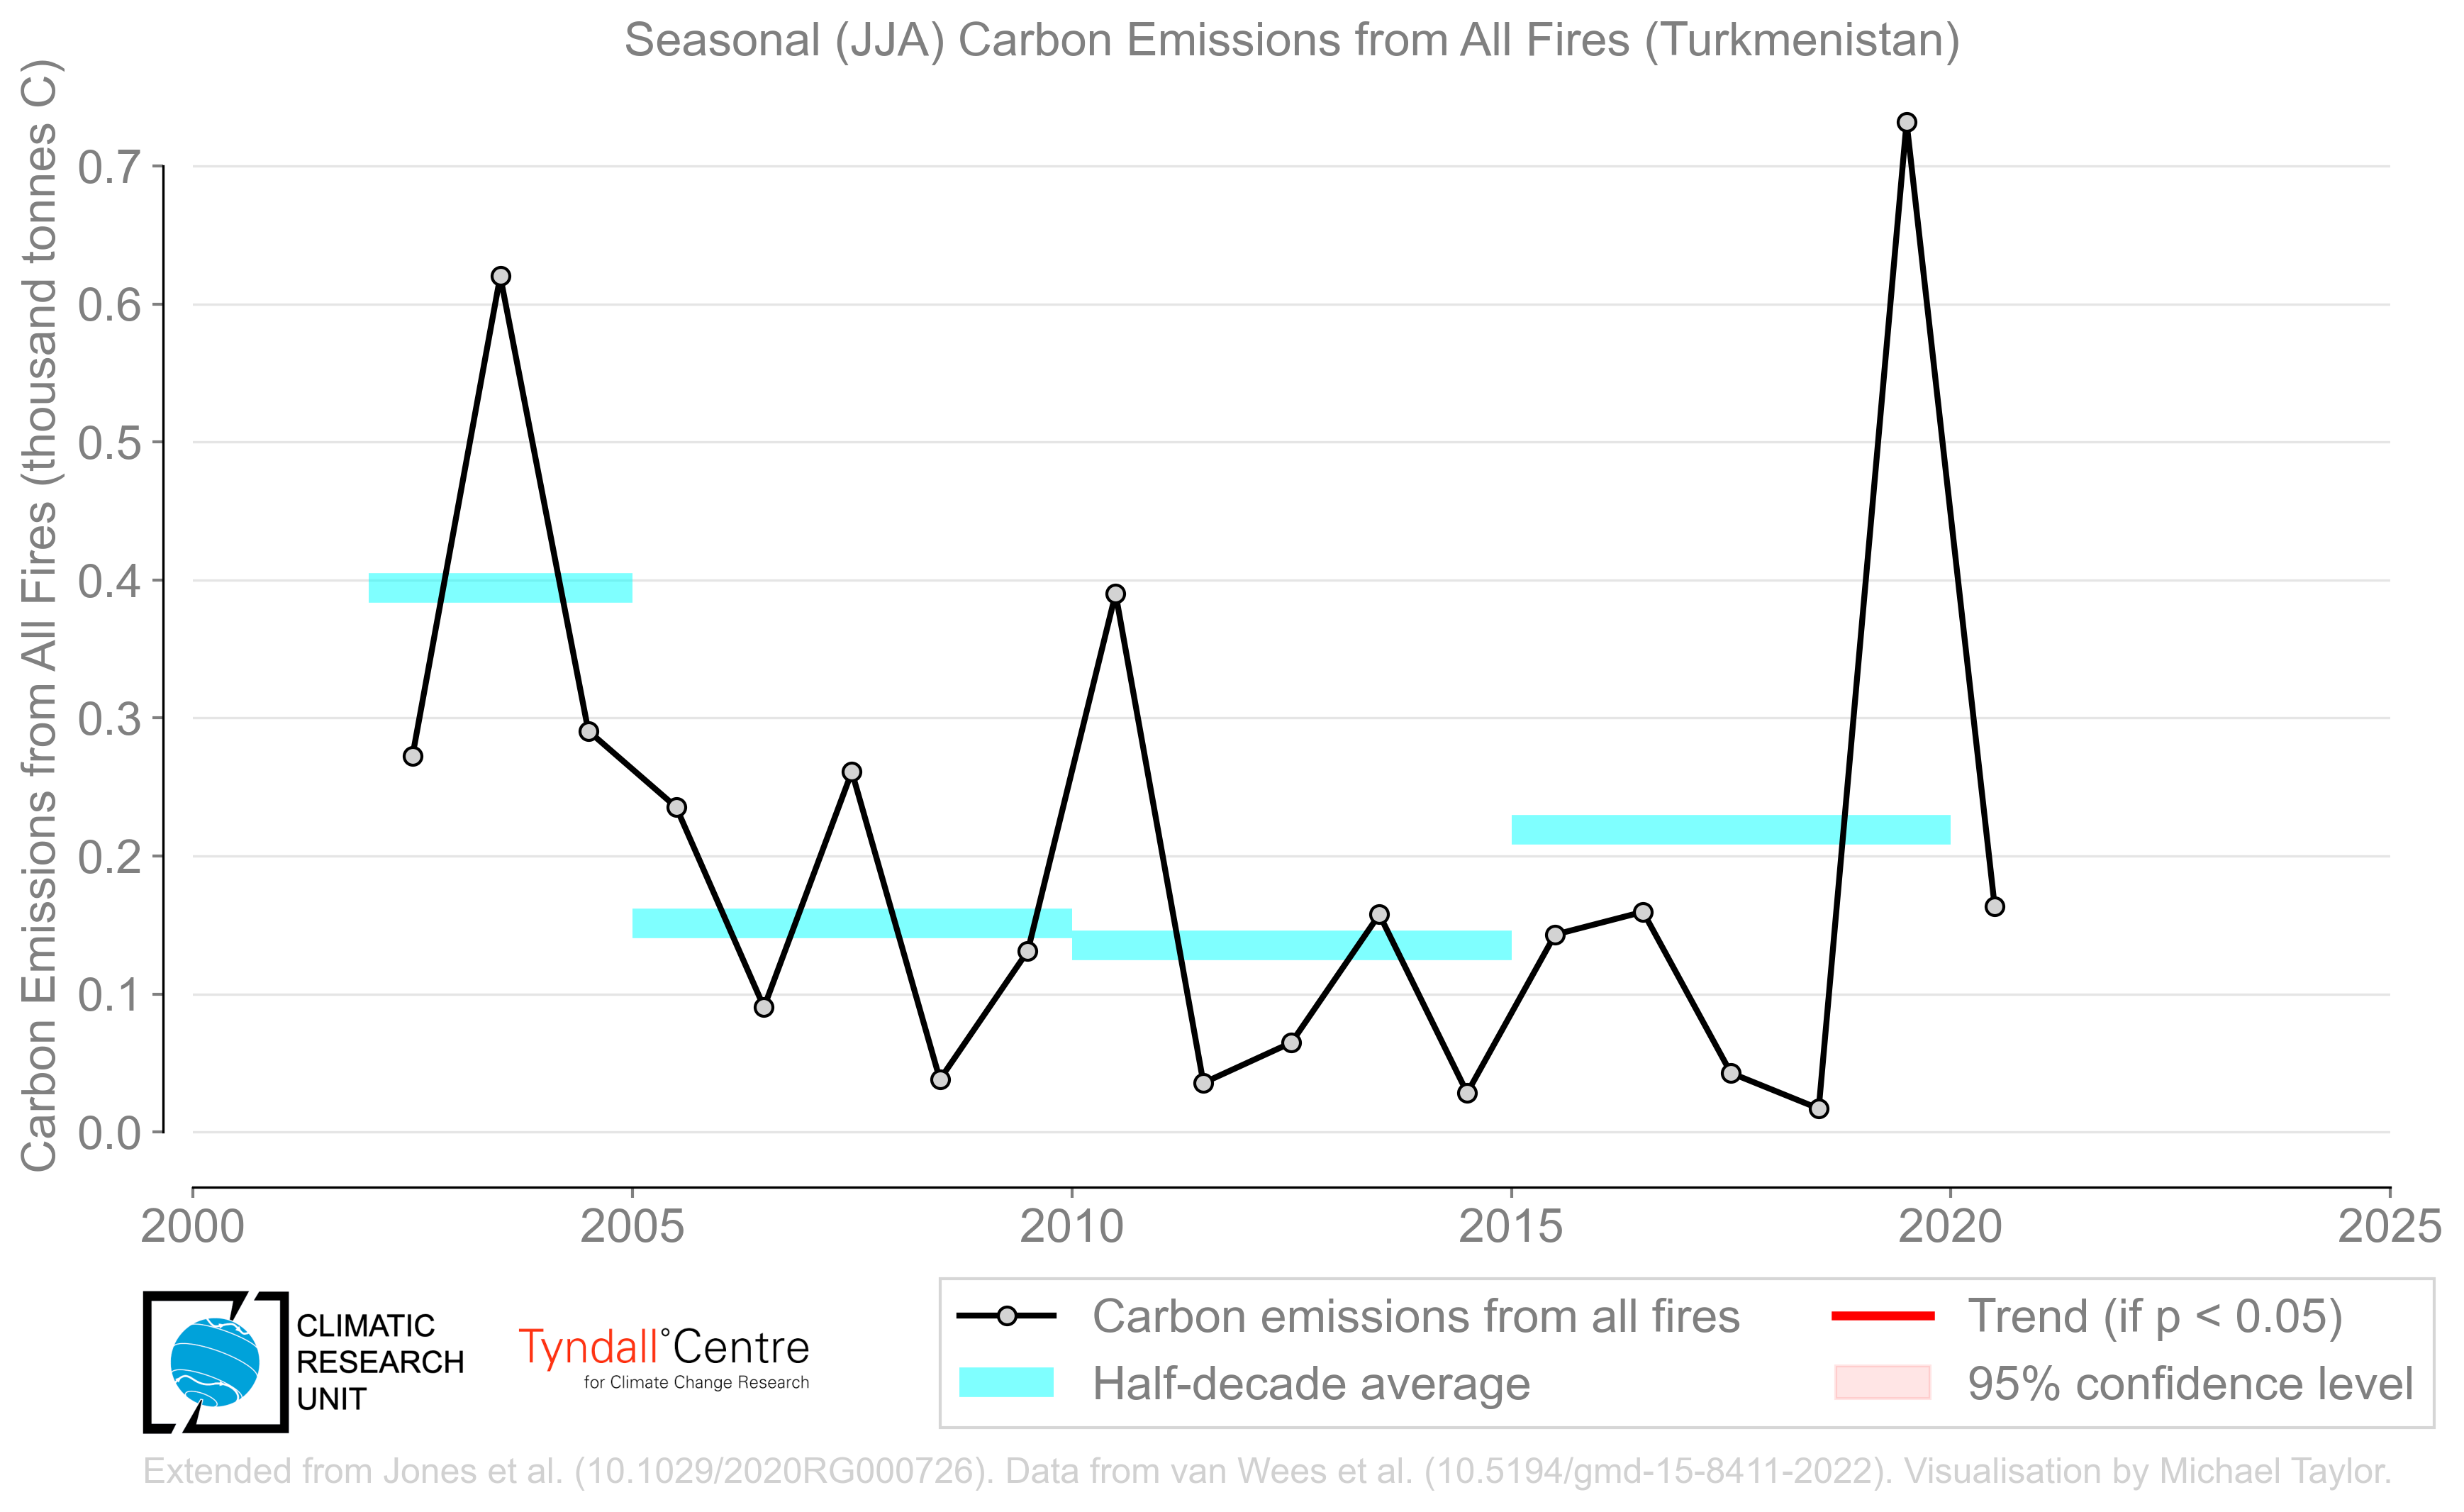 Seasonal (JJA) Carbon Emissions from All Fires (Turkmenistan)
Carbon Emissions from All Fires (thousand tonnes C)
0.7
0.6
0.5
0.4
0.3
0.2
0.1
0.0
2000 2005 2010 2015 2020 2025
CLIMATIC
RESEARCH
UNIT
Tyndall°Centre
for Climate Change Research
Carbon emissions from all fires
Half-decade average
Trend (if p < 0.05)
95% confidence level
Extended from Jones et al. (10.1029/2020RG000726). Data from van Wees et al. (10.5194/gmd-15-8411-2022). Visualisation by Michael Taylor.